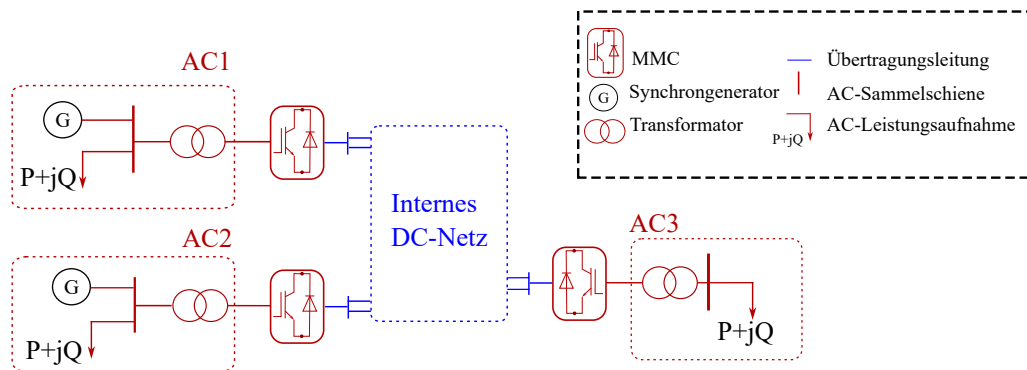 AC1
G
P+jQ
AC2
G
P+jQ
Internes
DC-Netz
AC3
P+jQ
MMC
G
Synchrongenerator
Transformator
Übertragungsleitung
AC-Sammelschiene
P+jQ
AC-Leistungsaufnahme